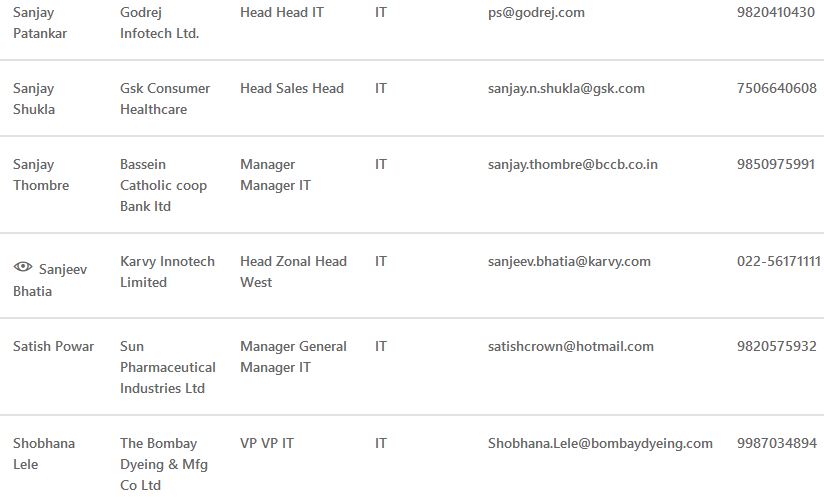 Sanjay Godrej Head Head IT IT ps@godrej.com 9820410430
Patankar Infotech Ltd.
Sanjay Gsk Consumer Head Sales Head IT sanjay.n.shukla@gsk.com 7506640608
Shukla Healthcare
Sanjay Bassein Manager IT sanjay.thombre@bccb.co.in 9850975991
Thombre Catholic coop Manager IT
Bank ltd
Sanjeev Karvy Innotech Head Zonal Head IT sanjeev.bhatia@karvy.com 022-56171111
Bhatia Limited West
Satish Powar Sun Manager General IT satishcrown@hotmail.com 9820575932
Pharmaceutical Manager IT
Industries Ltd
Shobhana The Bombay VP VP IT IT Shobhana.Lele@bombaydyeing.com 9987034894
Lele Dyeing & Mfg
Co Ltd